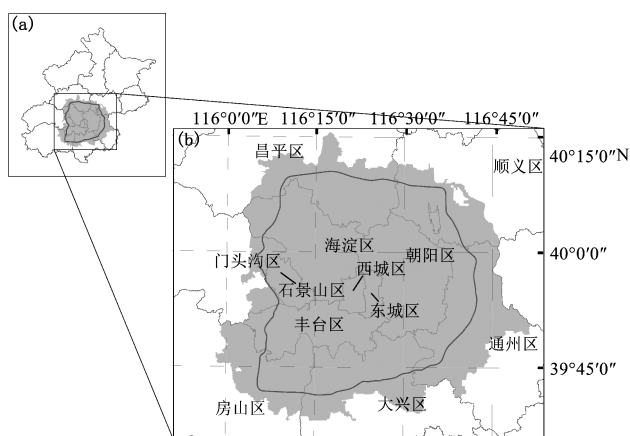 (a)
116°0′0″E 116°15′0″ 116°30′0″ 116°45′0″
(b)
昌平区
顺义区
40°15′0″N
海淀区
朝阳区
40°0′0″
门头沟区
西城区
石景山区
东城区
丰台区
通州区
39°45′0″
房山区
大兴区